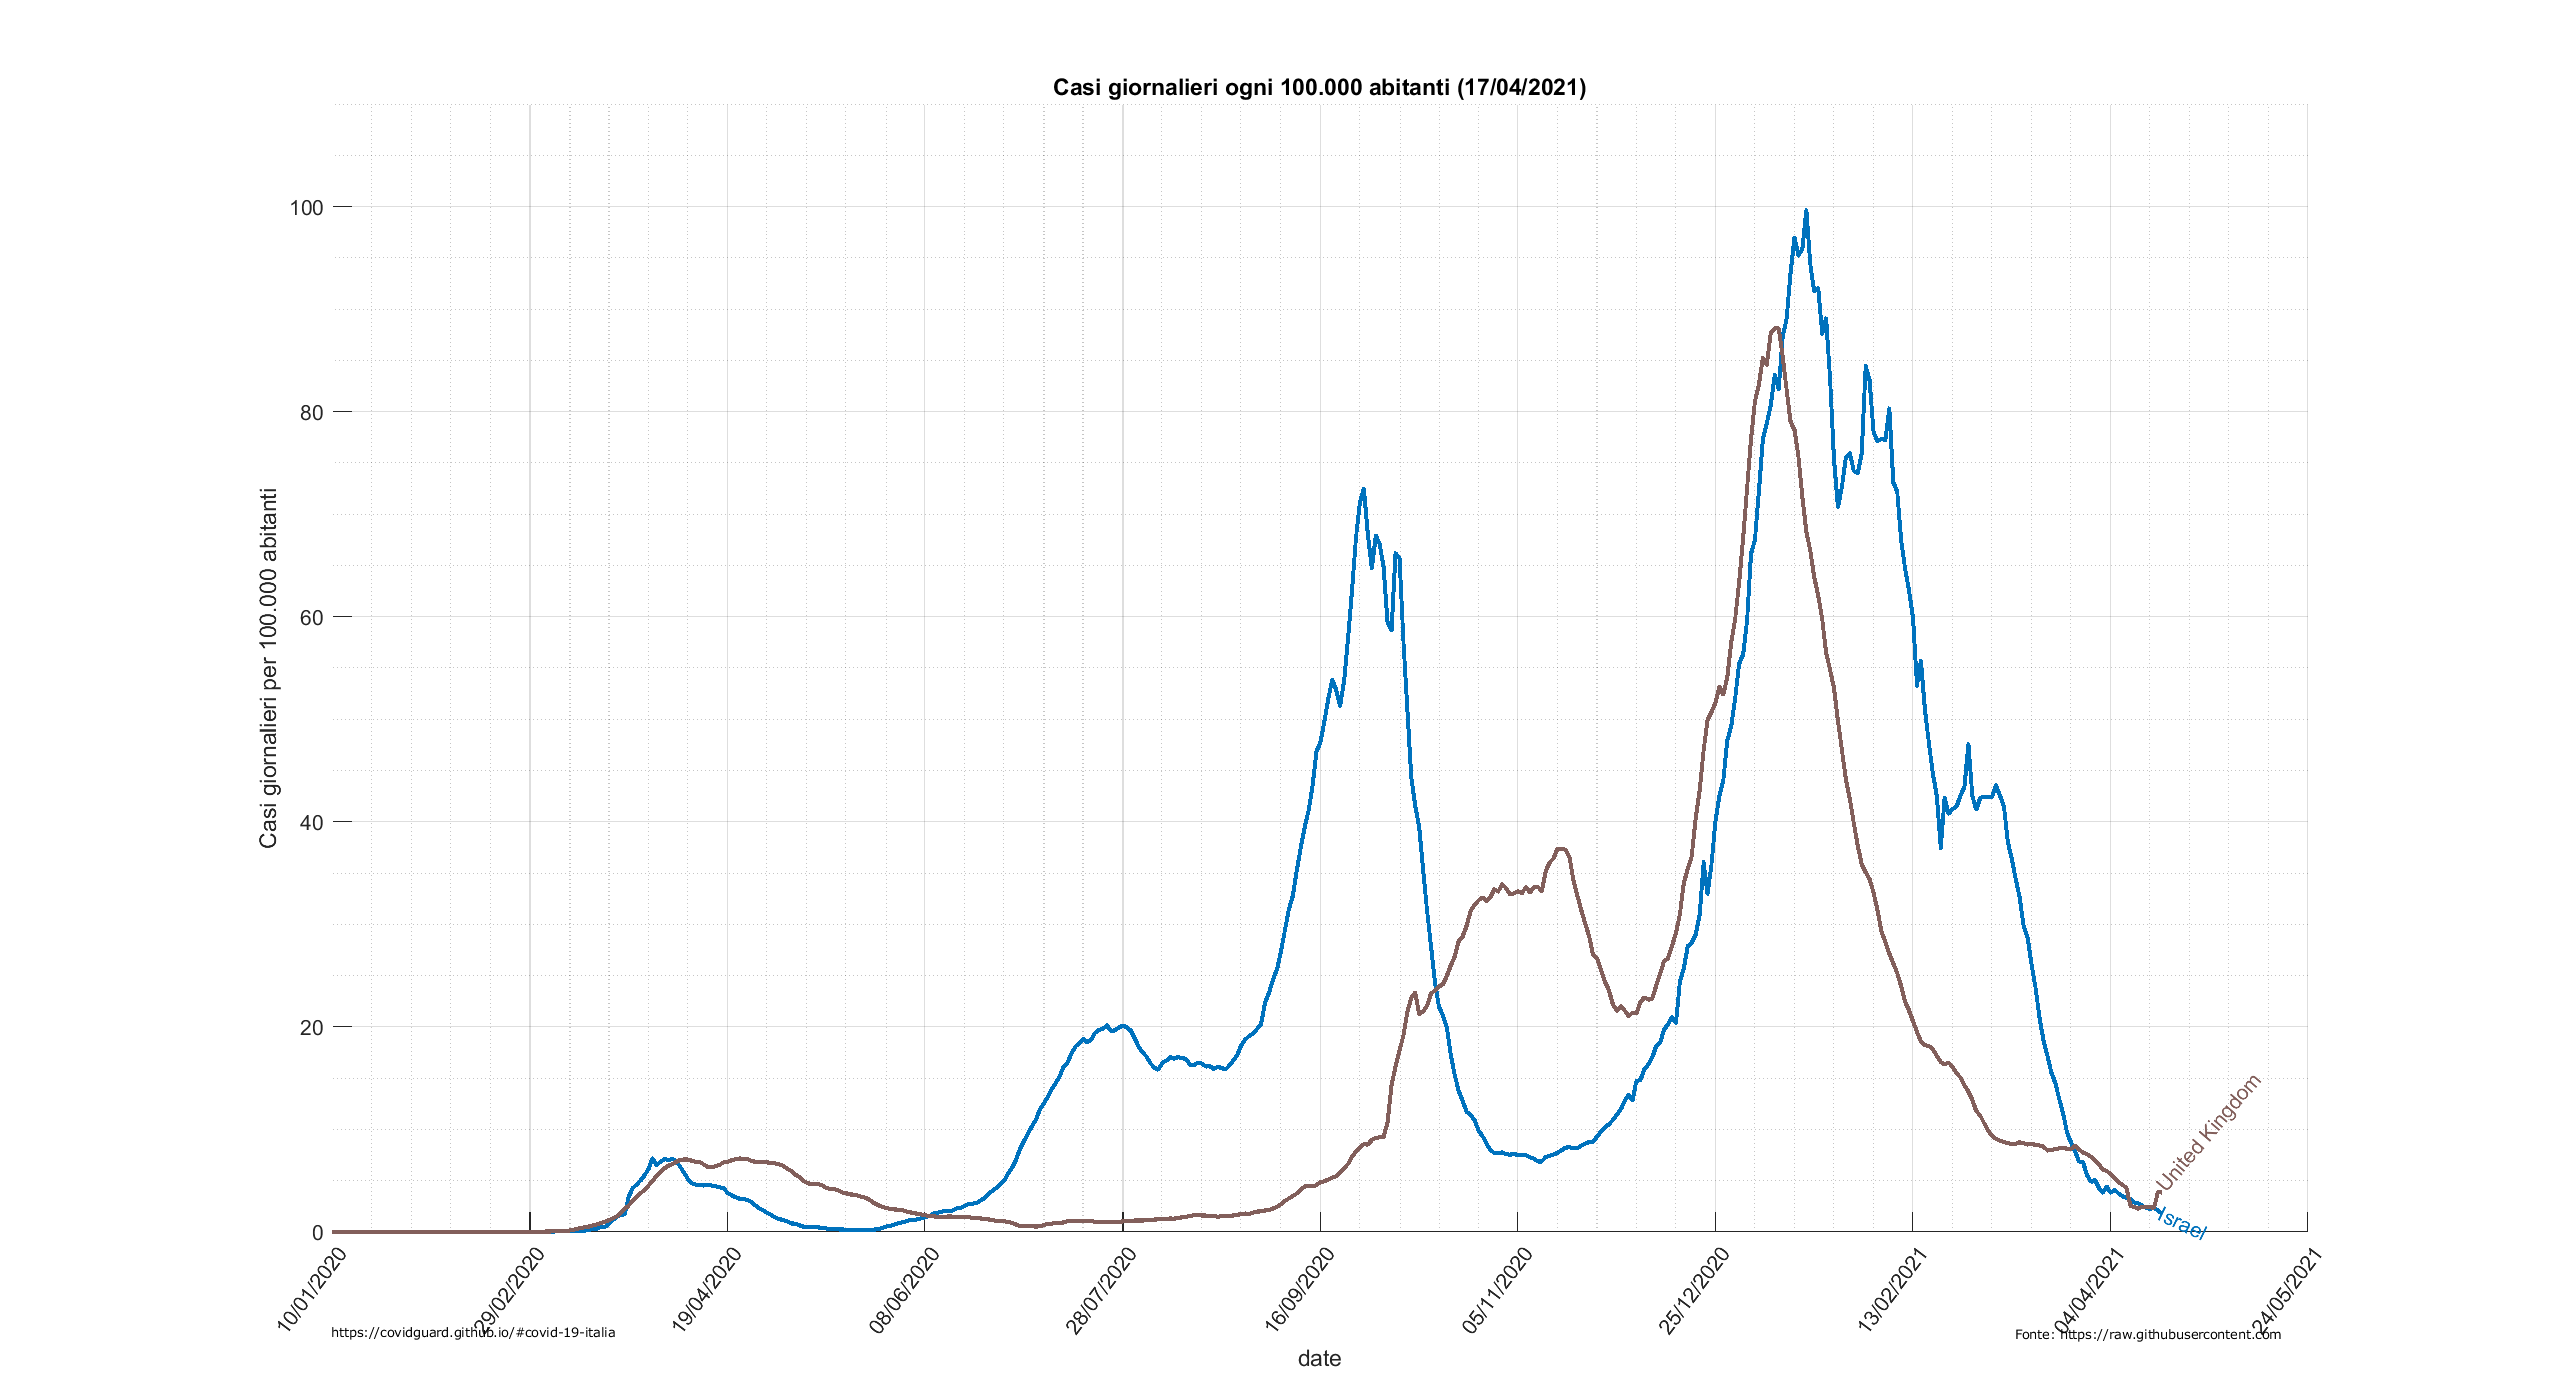 Casi giornalieri ogni 100.000 abitanti (17/04/2021)
Casi giornalieri per 100.000 abitanti
100
80
60
40
20
0
United Kingdom
Israel
10/01/2020
29/02/2020
19/04/2020
08/06/2020
28/07/2020
16/09/2020
05/11/2020
25/12/2020
13/02/2021
04/04/2021
24/05/2021
https://covidguard.github.io/#covid-19-italia
Fonte: https://raw.githubusercontent.com
date